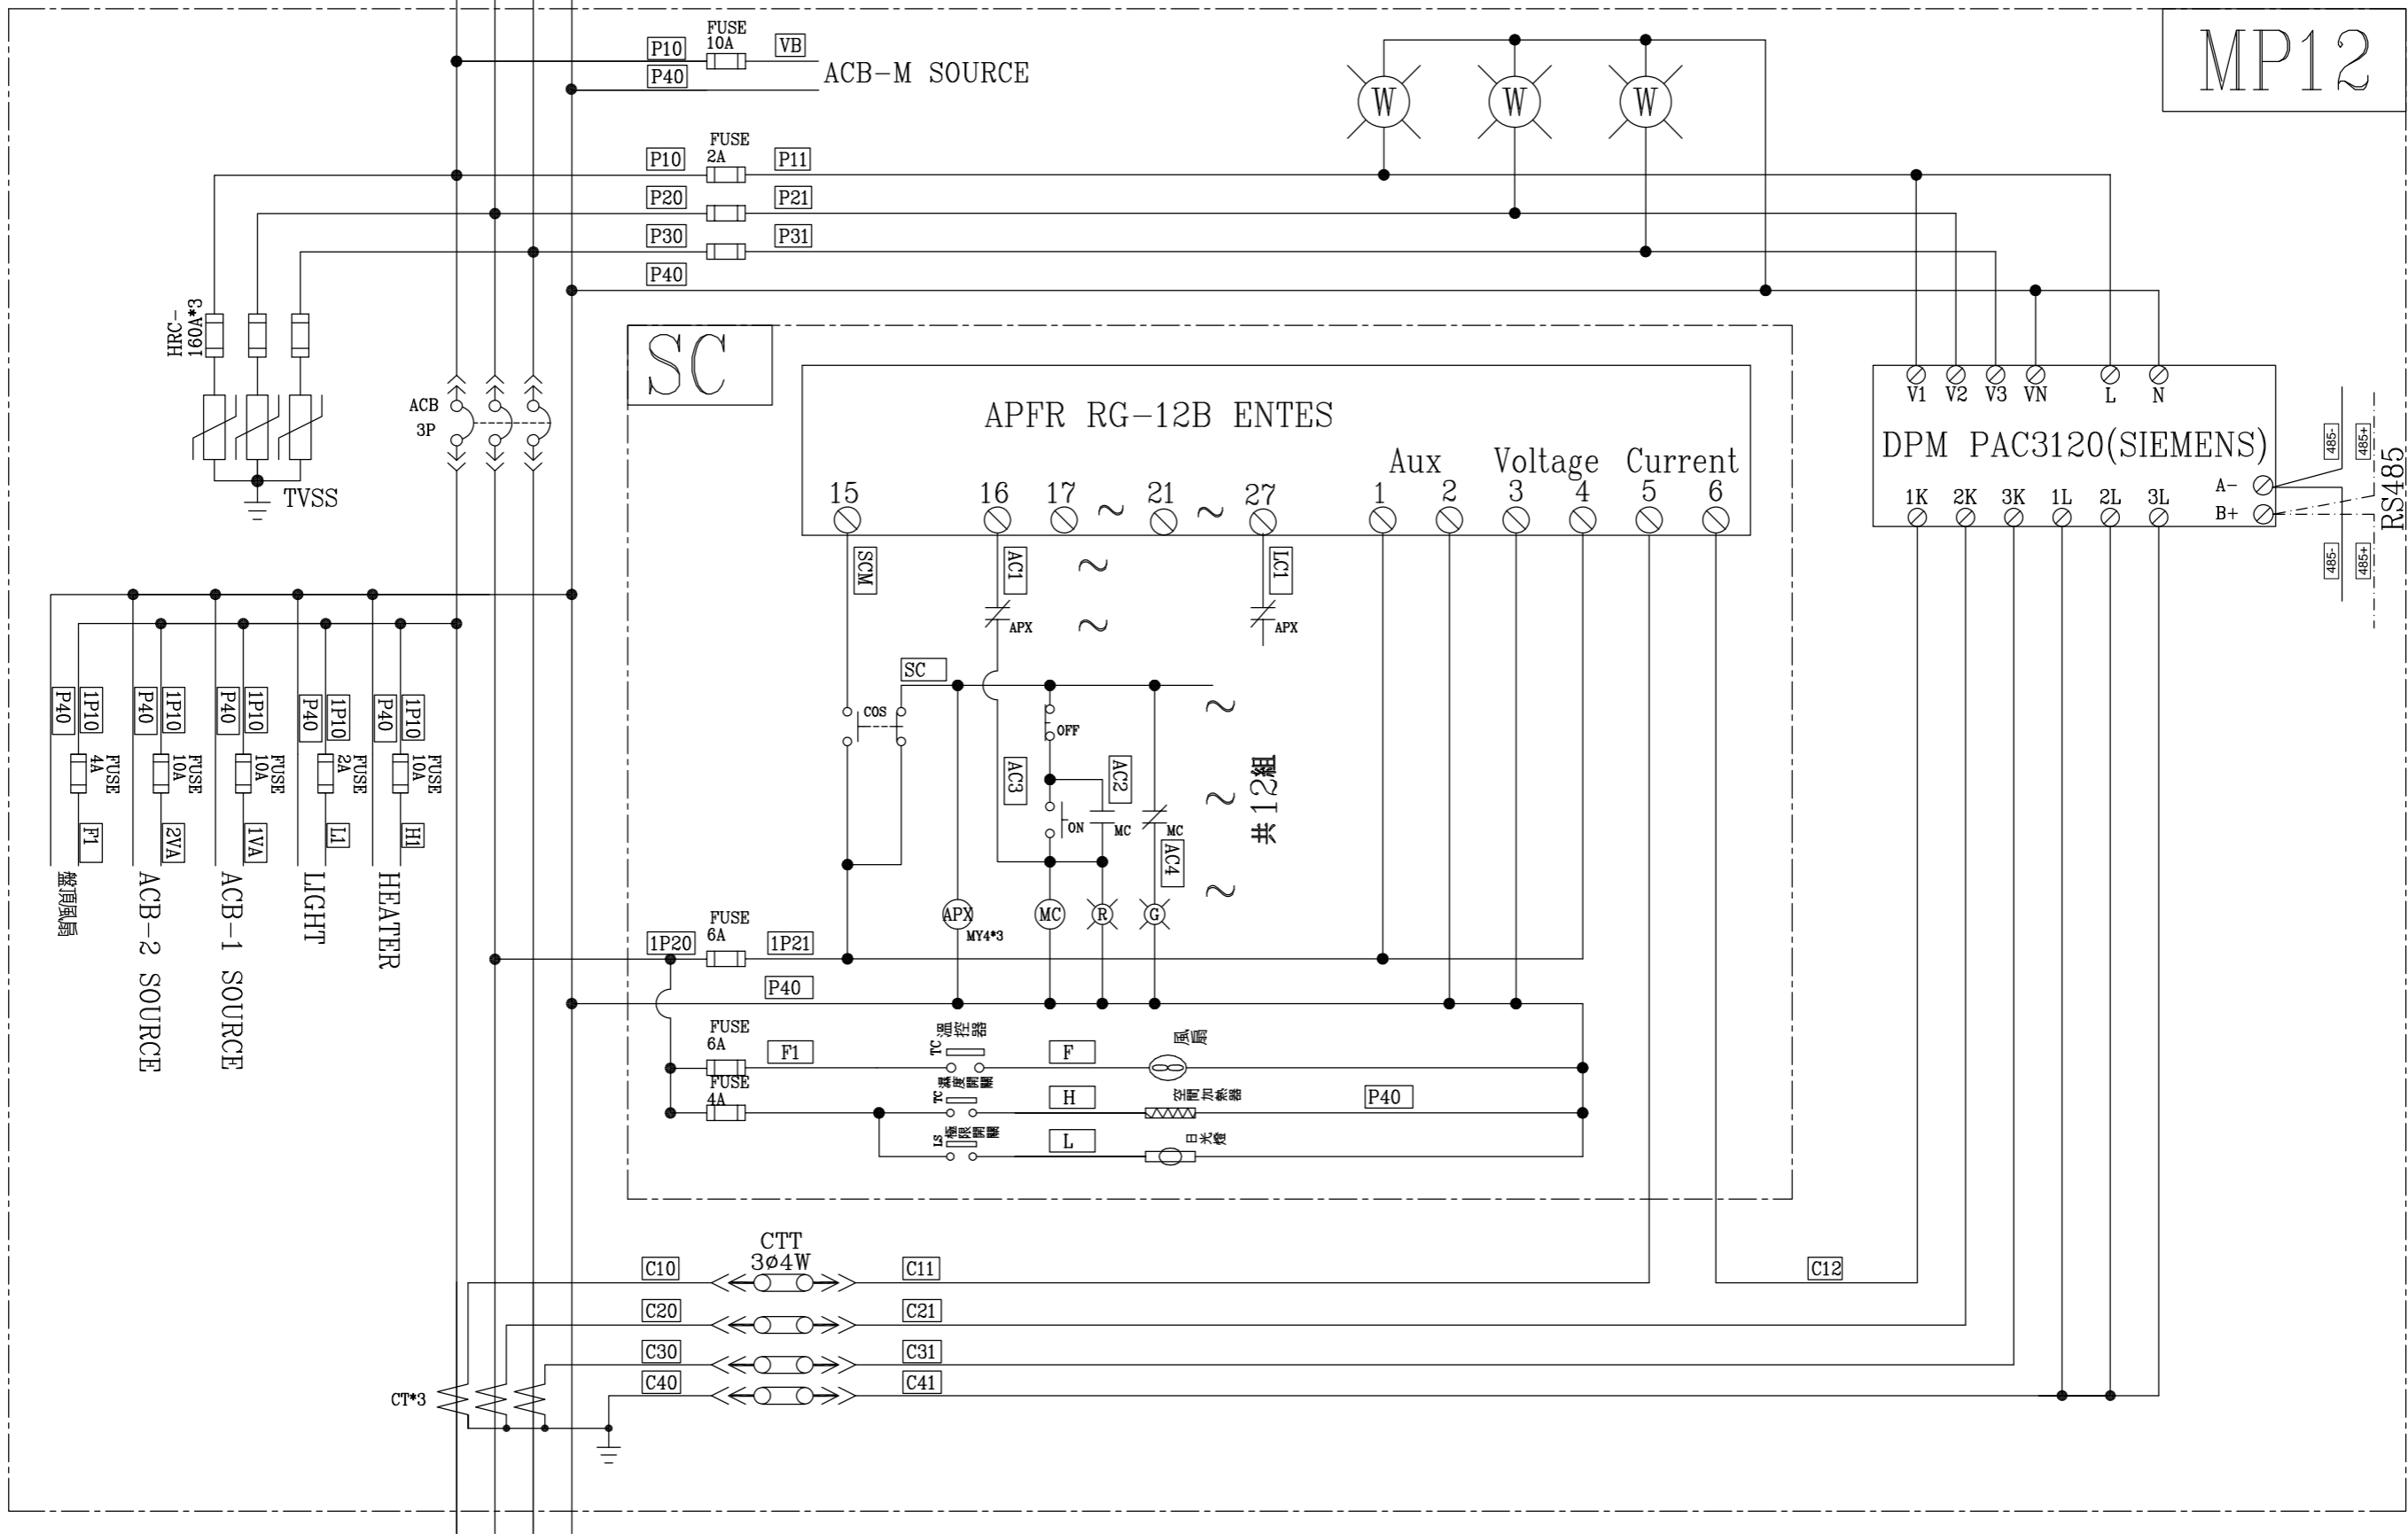 MP12
FUSE
10A
P10
VB
P40
ACB-M SOURCE
W
W
W
FUSE
2A
P10
P11
P20
P21
P30
P31
P40
HRC-
160A*3
ACB
3P
TVSS
SC
APFR RG-12B ENTES
Aux
Voltage
Current
15
16
17
~
21
~
27
1
2
3
4
5
6
V1
V2
V3
VN
L
N
DPM PAC3120(SIEMENS)
1K
2K
3K
1L
2L
3L
A-
B+
485-
485+
RS485
485-
485+
SCM
AC1
~
~
APX
LC1
APX
SC
COS
OFF
AC3
AC2
ON
MC
MC
AC4
~
~
~
共12組
APX
MY4*3
MC
R
G
P40
1P10
FUSE
4A
F1
盤頂風扇
P40
1P10
FUSE
10A
2VA
ACB-2 SOURCE
P40
1P10
FUSE
10A
1VA
ACB-1 SOURCE
P40
1P10
FUSE
2A
L1
LIGHT
P40
1P10
FUSE
10A
H1
HEATER
1P20
FUSE
6A
1P21
P40
FUSE
6A
F1
TC
溫控器
F
風扇
FUSE
4A
TC
濕度開關
H
空間加熱器
P40
LS
極限開關
L
日光燈
CTT
3ø4W
C10
C11
C12
C20
C21
C30
C31
C40
C41
CT*3